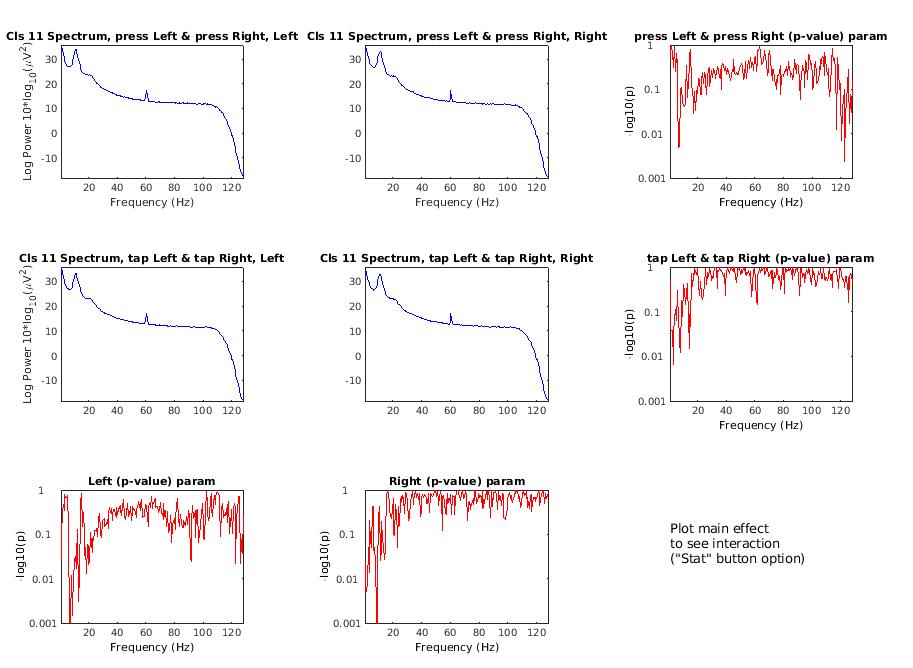 Cls 11 Spectrum, press Left & press Right, Left
Cls 11 Spectrum, press Left & press Right, Right
press Left & press Right (p-value) param
Log Power 10*log10(μV2)
30
20
10
0
-10
20 40 60 80 100 120
Frequency (Hz)
30
20
10
0
-10
20 40 60 80 100 120
Frequency (Hz)
-log10(p)
1
0.1
0.01
0.001
20 40 60 80 100 120
Frequency (Hz)
Cls 11 Spectrum, tap Left & tap Right, Left
Cls 11 Spectrum, tap Left & tap Right, Right
tap Left & tap Right (p-value) param
Log Power 10*log10(μV2)
30
20
10
0
-10
20 40 60 80 100 120
Frequency (Hz)
30
20
10
0
-10
20 40 60 80 100 120
Frequency (Hz)
-log10(p)
1
0.1
0.01
0.001
20 40 60 80 100 120
Frequency (Hz)
Left (p-value) param
-log10(p)
1
0.1
0.01
0.001
20 40 60 80 100 120
Frequency (Hz)
Right (p-value) param
-log10(p)
1
0.1
0.01
0.001
20 40 60 80 100 120
Frequency (Hz)
Plot main effect
to see interaction
("Stat" button option)